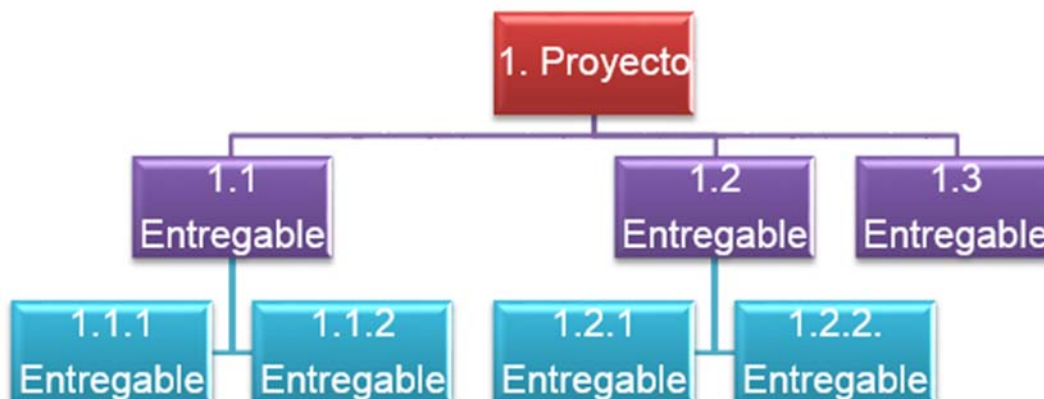 1. Proyecto
1.1
Entregable
1.2
Entregable
1.3
Entregable
1.1.1
Entregable
1.1.2
Entregable
1.2.1
Entregable
1.2.2.
Entregable